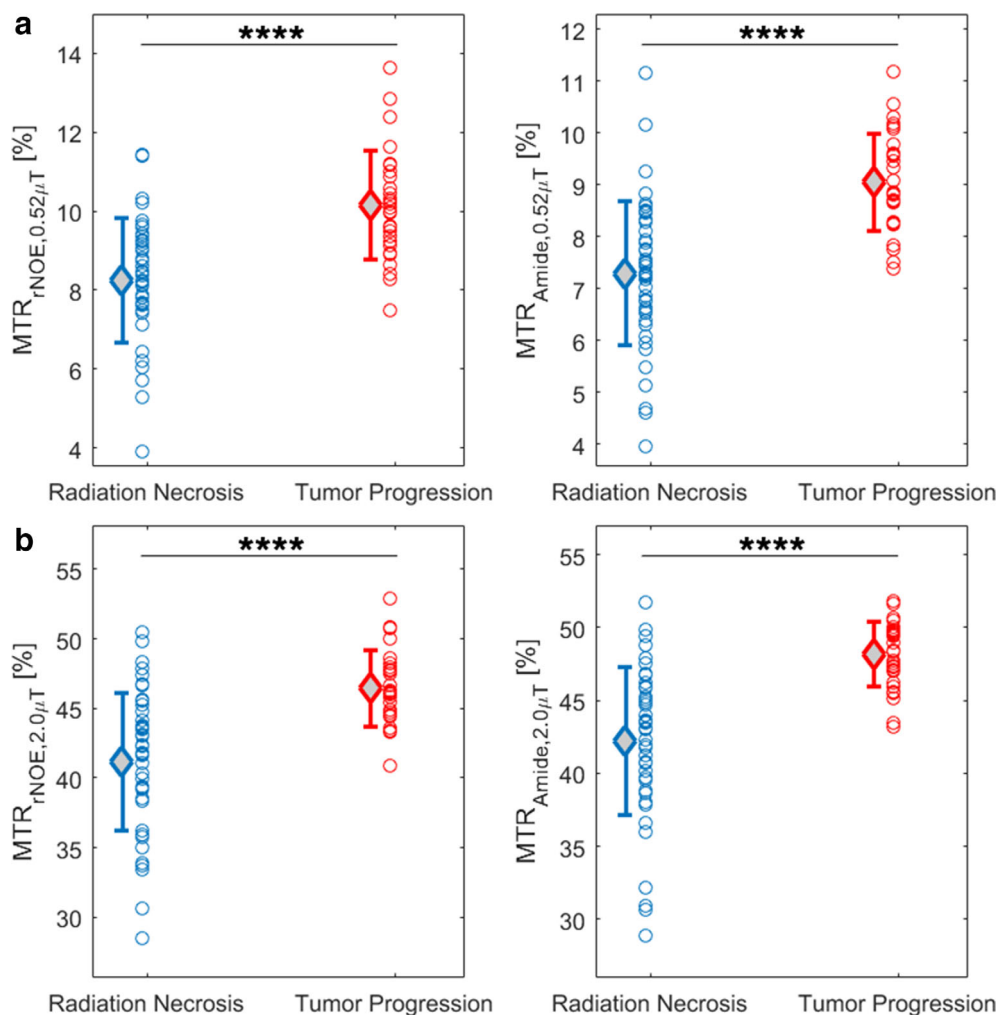 a
****
MTR_rNOE,0.52μT [%]
14
12
10
8
6
4
Radiation Necrosis
Tumor Progression
****
MTR_Amide,0.52μT [%]
12
11
10
9
8
7
6
5
4
Radiation Necrosis
Tumor Progression
b
****
MTR_rNOE,2.0μT [%]
55
50
45
40
35
30
Radiation Necrosis
Tumor Progression
****
MTR_Amide,2.0μT [%]
55
50
45
40
35
30
Radiation Necrosis
Tumor Progression